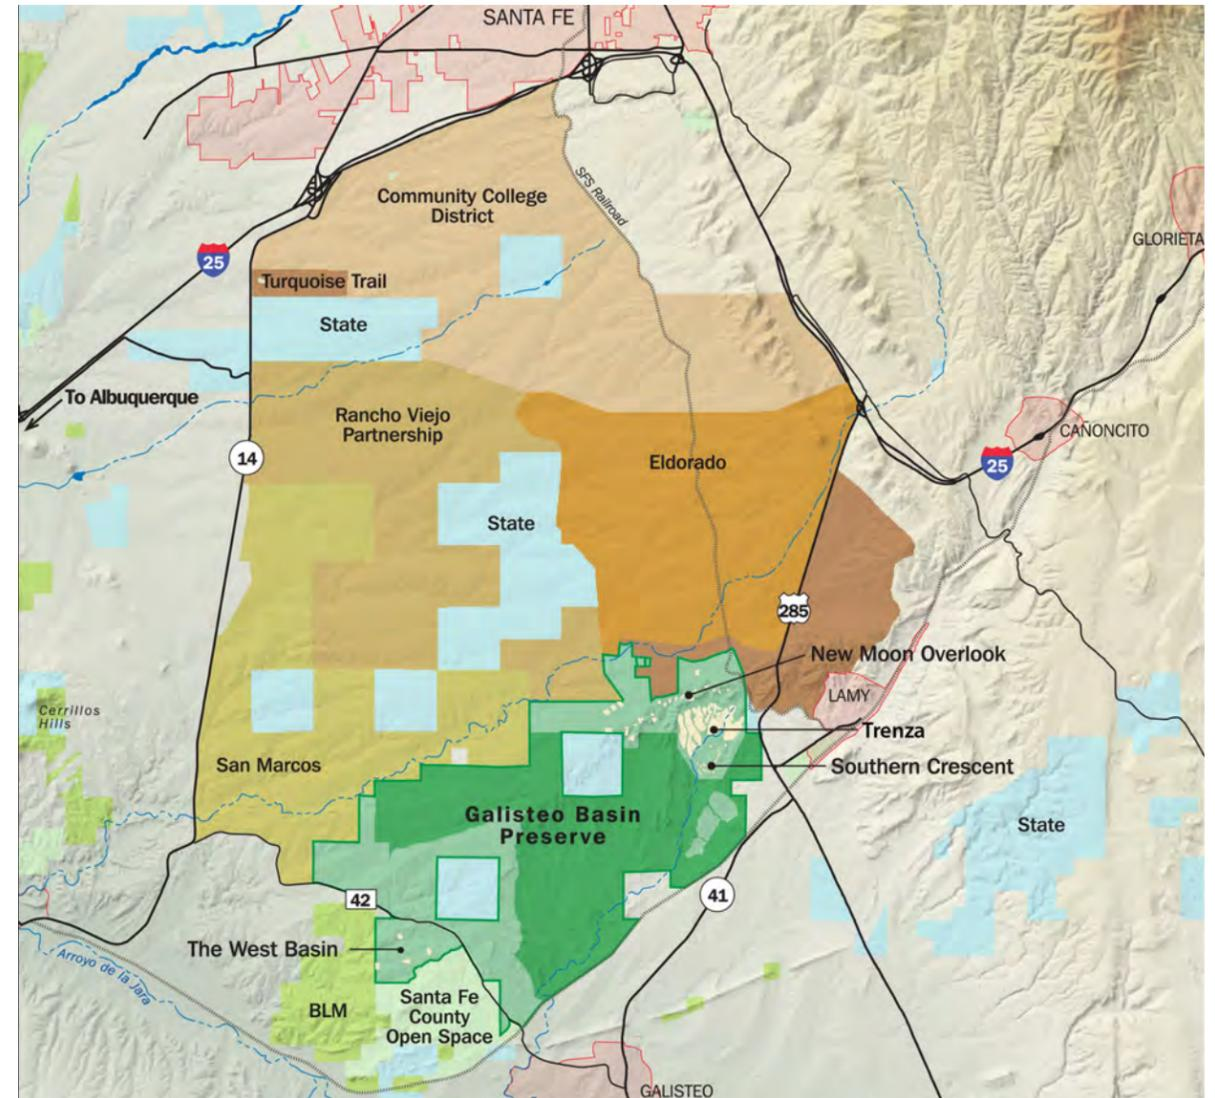 SANTA FE
SFS Railroad
Community College
District
GLORIETA
25
Turquoise Trail
State
To Albuquerque
Rancho Viejo
Partnership
CAÑONCITO
14
Eldorado
25
State
285
New Moon Overlook
LAMY
Cerrillos
Hills
Trenza
San Marcos
Southern Crescent
Galisteo Basin
Preserve
State
42
41
The West Basin
Arroyo de la Jara
BLM
Santa Fe
County
Open Space
GALISTEO